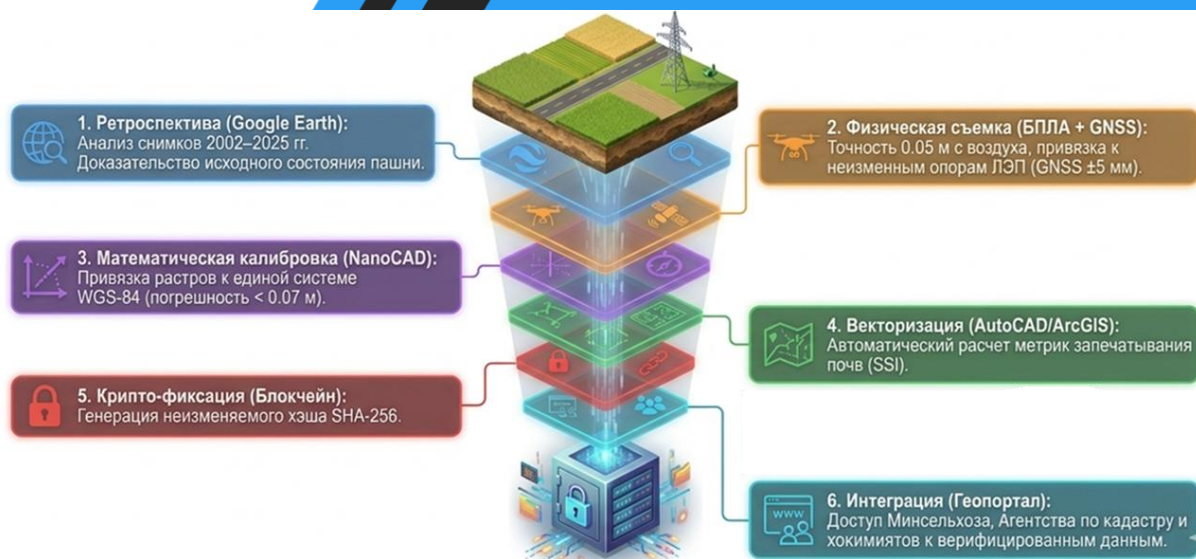 1. Ретроспектива (Google Earth):
Анализ снимков 2002–2025 гг.
Доказательство исходного состояния пашни.
2. Физическая съемка (БПЛА + GNSS):
Точность 0.05 м с воздуха, привязка к
неизменным опорам ЛЭП (GNSS ±5 мм).
3. Математическая калибровка (NanoCAD):
Привязка растров к единой системе
WGS-84 (погрешность < 0.07 м).
4. Векторизация (AutoCAD/ArcGIS):
Автоматический расчет метрик запечатывания
почв (SSI).
5. Крипто-фиксация (Блокчейн):
Генерация неизменяемого хэша SHA-256.
6. Интеграция (Геопортал):
Доступ Минсельхоза, Агентства по кадастру и
хокимиятов к верифицированным данным.
WWW